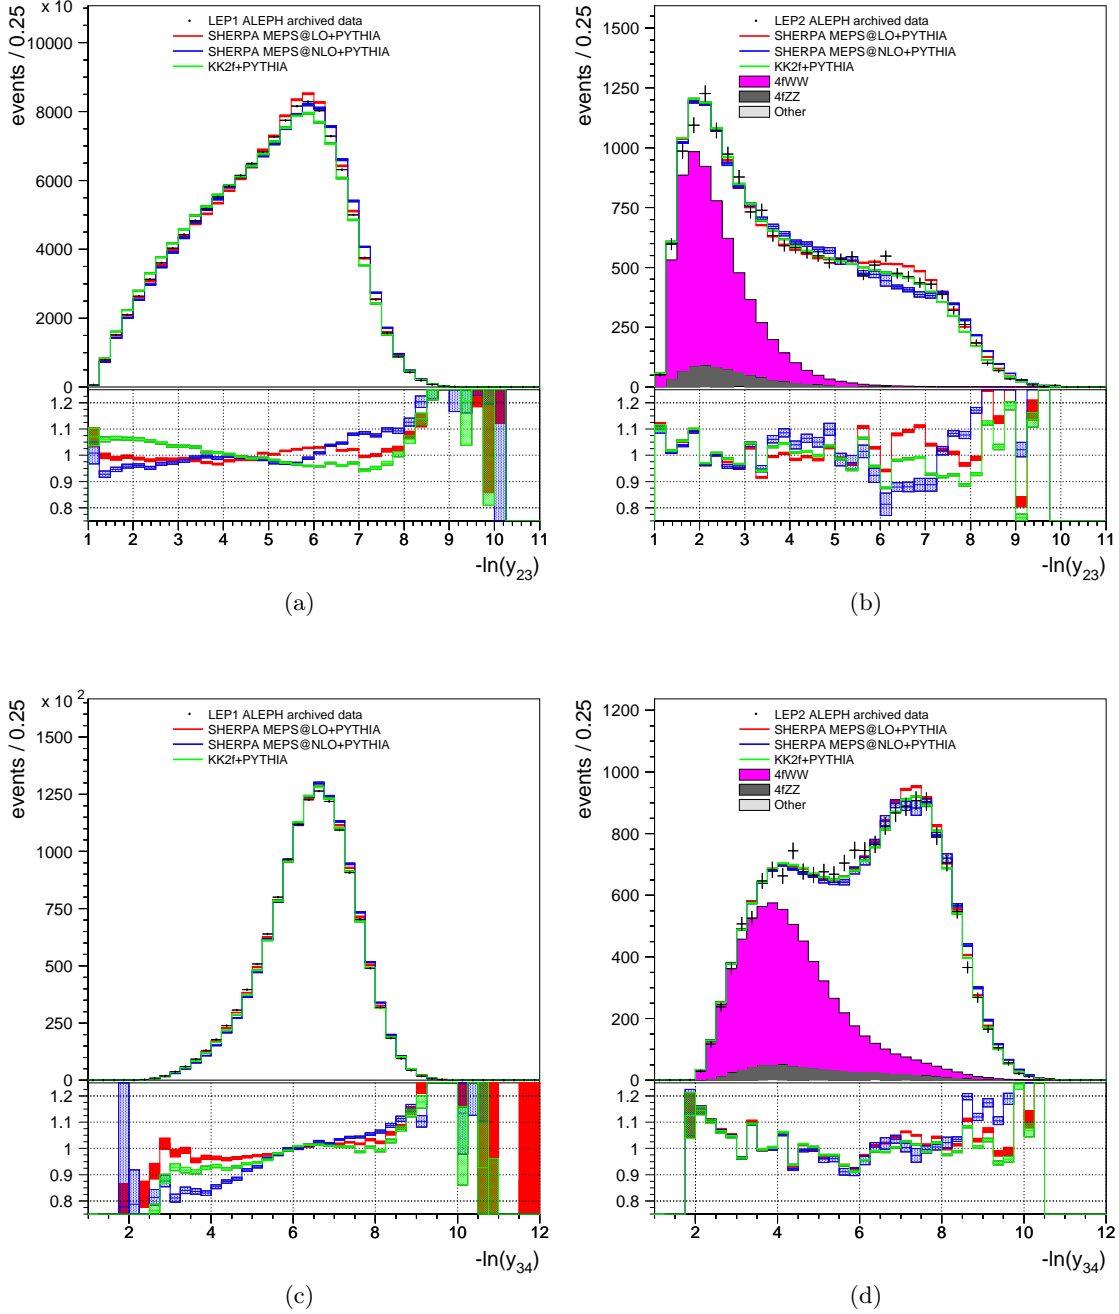 x 10
LEP1 ALEPH archived data
SHERPA MEPS@LO+PYTHIA
SHERPA MEPS@NLO+PYTHIA
KK2f+PYTHIA
events / 0.25
10000
8000
6000
4000
2000
0
1.2
1.1
1
0.9
0.8
1 2 3 4 5 6 7 8 9 10 11
-ln(y23)
(a)
LEP2 ALEPH archived data
SHERPA MEPS@LO+PYTHIA
SHERPA MEPS@NLO+PYTHIA
KK2f+PYTHIA
4fWW
4fZZ
Other
events / 0.25
1500
1250
1000
750
500
250
0
1.2
1.1
1
0.9
0.8
1 2 3 4 5 6 7 8 9 10 11
-ln(y23)
(b)
x 10 2
LEP1 ALEPH archived data
SHERPA MEPS@LO+PYTHIA
SHERPA MEPS@NLO+PYTHIA
KK2f+PYTHIA
events / 0.25
1500
1250
1000
750
500
250
0
1.2
1.1
1
0.9
0.8
2 4 6 8 10 12
-ln(y34)
(c)
LEP2 ALEPH archived data
SHERPA MEPS@LO+PYTHIA
SHERPA MEPS@NLO+PYTHIA
KK2f+PYTHIA
4fWW
4fZZ
Other
events / 0.25
1200
1000
800
600
400
200
0
1.2
1.1
1
0.9
0.8
2 4 6 8 10 12
-ln(y34)
(d)